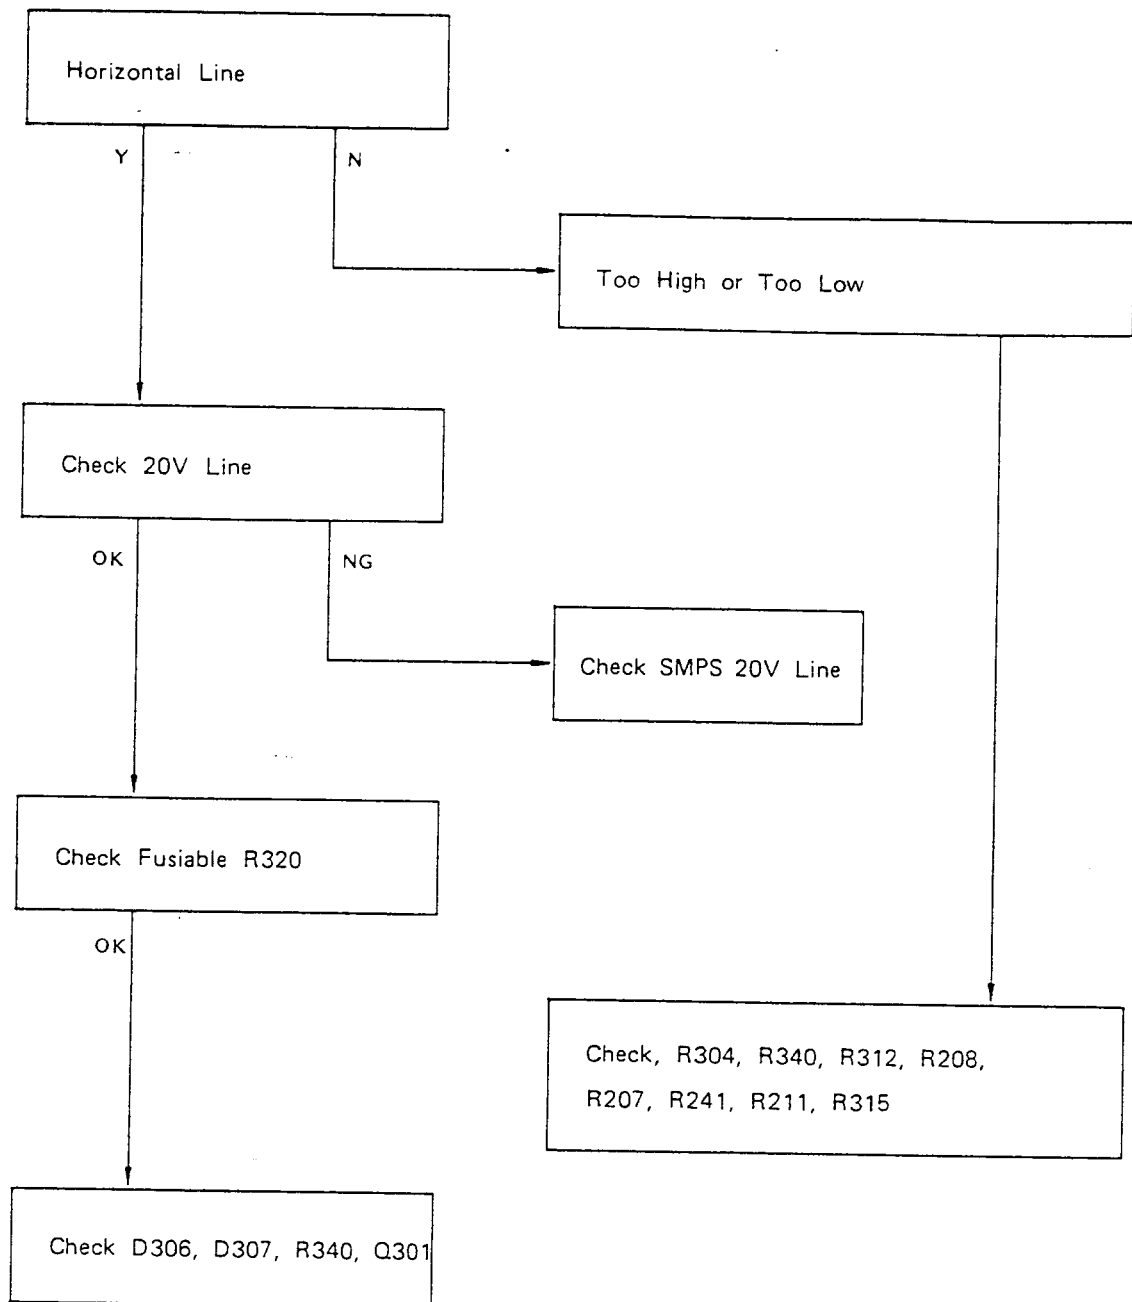 Horizontal Line
Y
N
Too High or Too Low
Check 20V Line
OK
NG
Check SMPS 20V Line
Check Fusiable R320
OK
Check, R304, R340, R312, R208,
R207, R241, R211, R315
Check D306, D307, R340, Q301